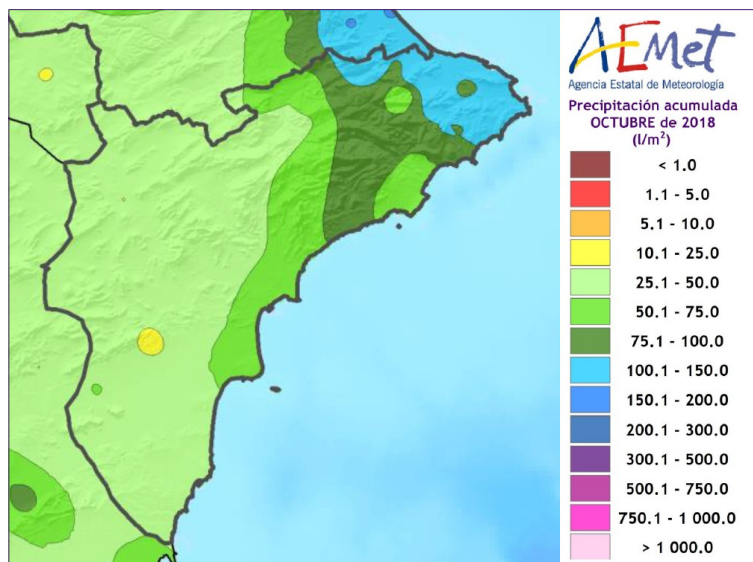 AEMet
Agencia Estatal de Meteorología
Precipitación acumulada
OCTUBRE de 2018
(l/m²)
< 1.0
1.1 - 5.0
5.1 - 10.0
10.1 - 25.0
25.1 - 50.0
50.1 - 75.0
75.1 - 100.0
100.1 - 150.0
150.1 - 200.0
200.1 - 300.0
300.1 - 500.0
500.1 - 750.0
750.1 - 1 000.0
> 1 000.0